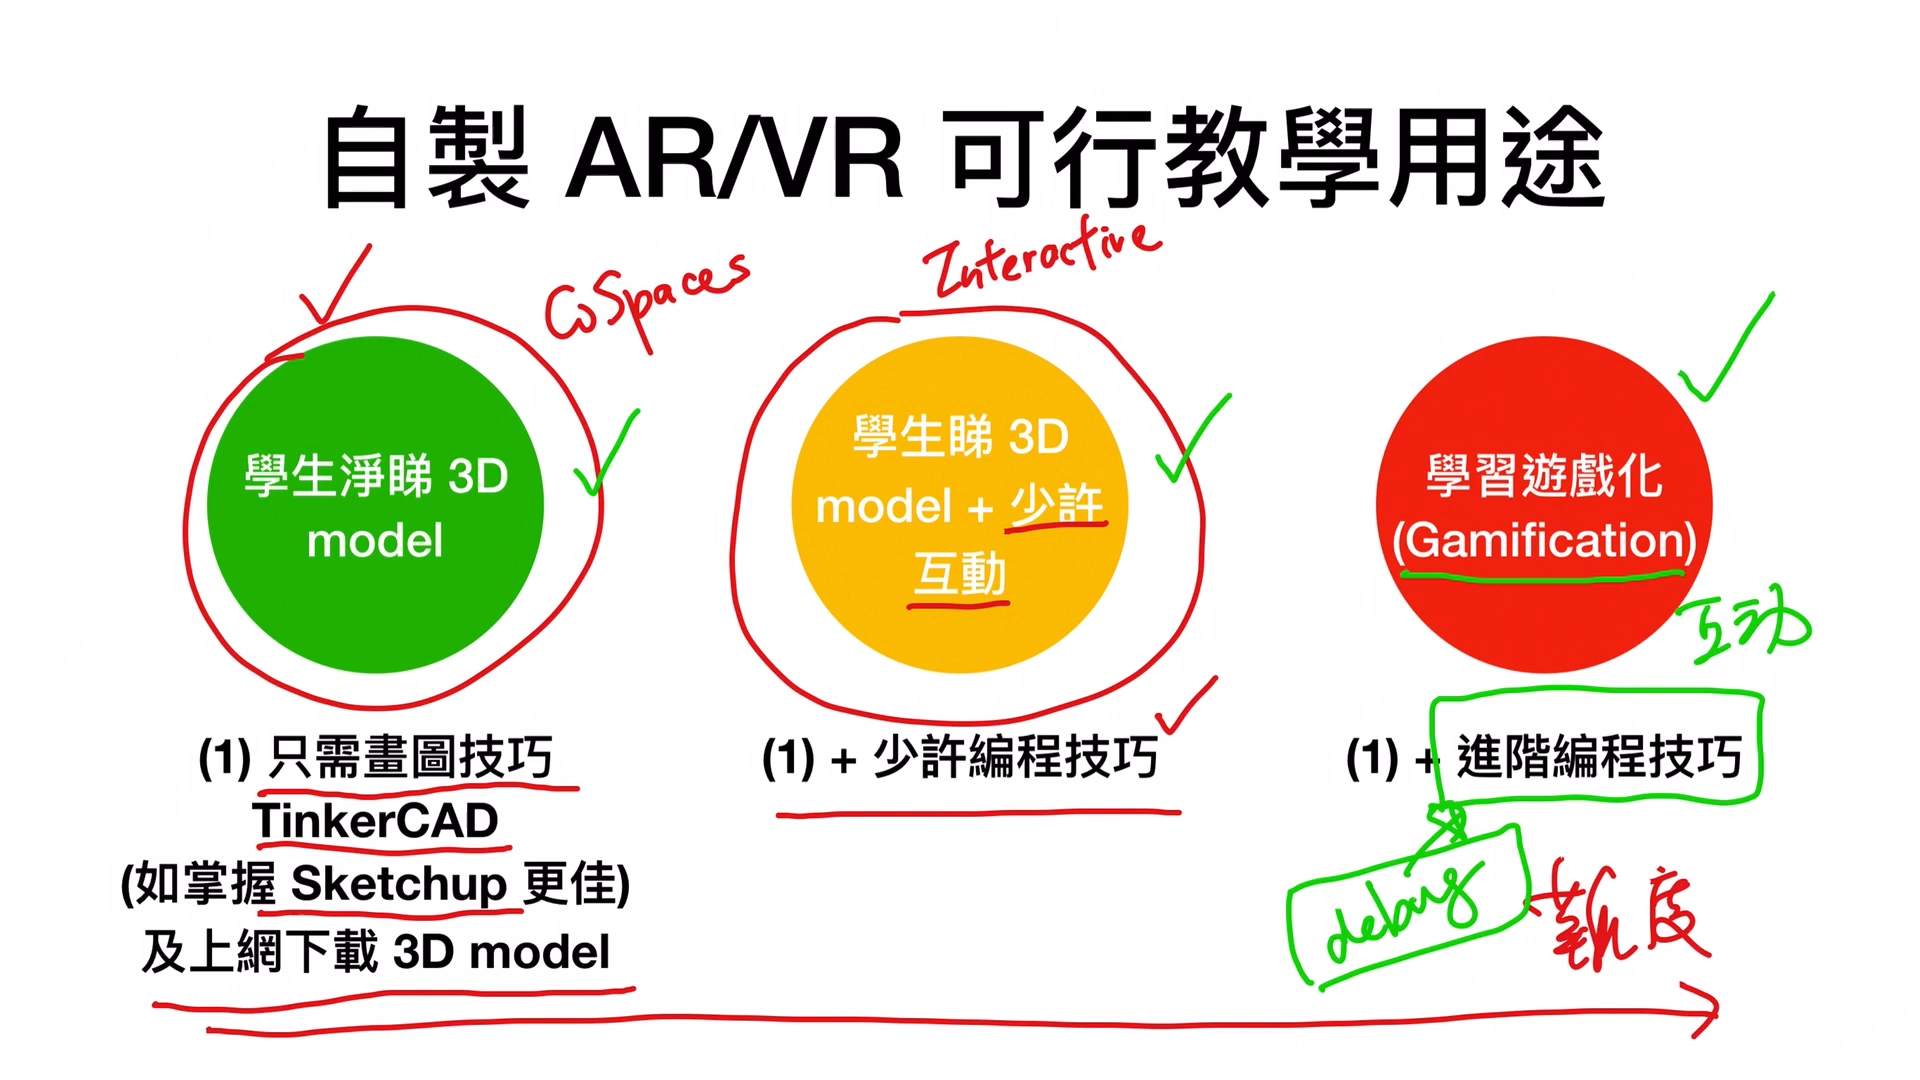 自製 AR/VR 可行教學用途
CoSpaces
Interactive
學生淨睇 3D
model
學生睇 3D
model + 少許
互動
學習遊戲化
(Gamification)
互动
(1) 只需畫圖技巧
TinkerCAD
(如掌握 Sketchup 更佳)
及上網下載 3D model
(1) + 少許編程技巧
(1) + 進階編程技巧
debug
難度